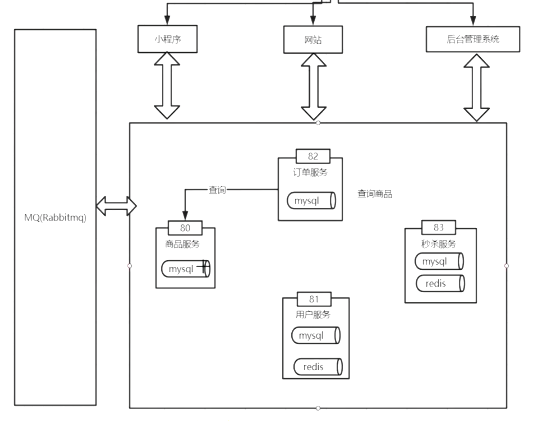 小程序
网站
后台管理系统
MQ(Rabbitmq)
82
订单服务
mysql
查询商品
查询
80
商品服务
mysql
83
秒杀服务
mysql
redis
81
用户服务
mysql
redis